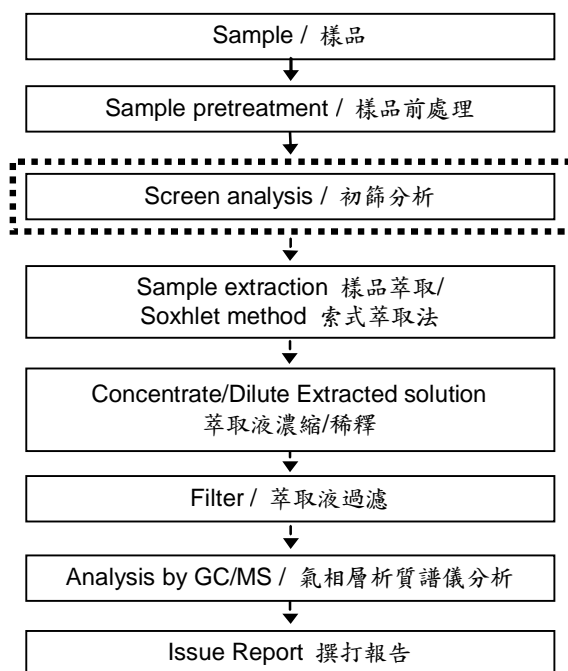 Sample / 樣品
Sample pretreatment / 樣品前處理
Screen analysis / 初篩分析
Sample extraction 樣品萃取/
Soxhlet method 索式萃取法
Concentrate/Dilute Extracted solution
萃取液濃縮/稀釋
Filter / 萃取液過濾
Analysis by GC/MS / 氣相層析質譜儀分析
Issue Report 撰打報告